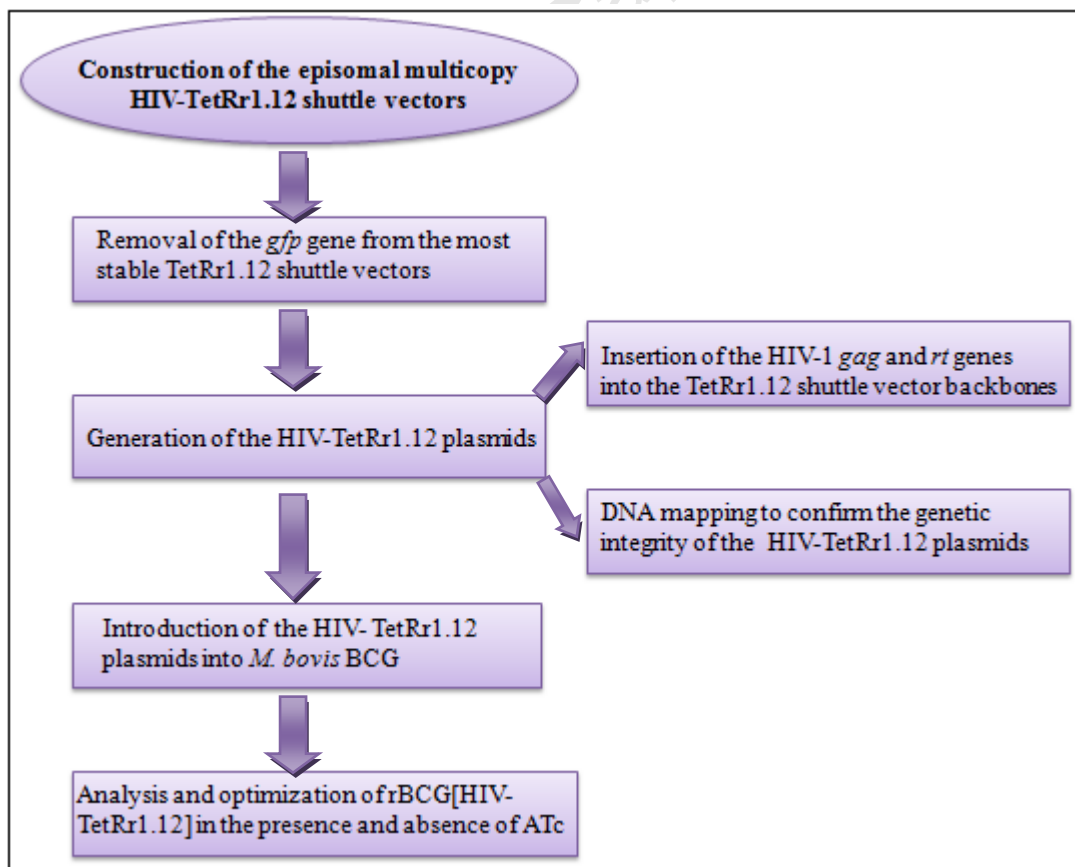 Construction of the episomal multicopy
HIV-TetRr1.12 shuttle vectors
Removal of the gfp gene from the most
stable TetRr1.12 shuttle vectors
Generation of the HIV-TetRr1.12 plasmids
Insertion of the HIV-1 gag and rt genes
into the TetRr1.12 shuttle vector backbones
DNA mapping to confirm the genetic
integrity of the HIV-TetRr1.12 plasmids
Introduction of the HIV- TetRr1.12
plasmids into M. bovis BCG
Analysis and optimization of rBCG[HIV-
TetRr1.12] in the presence and absence of ATc